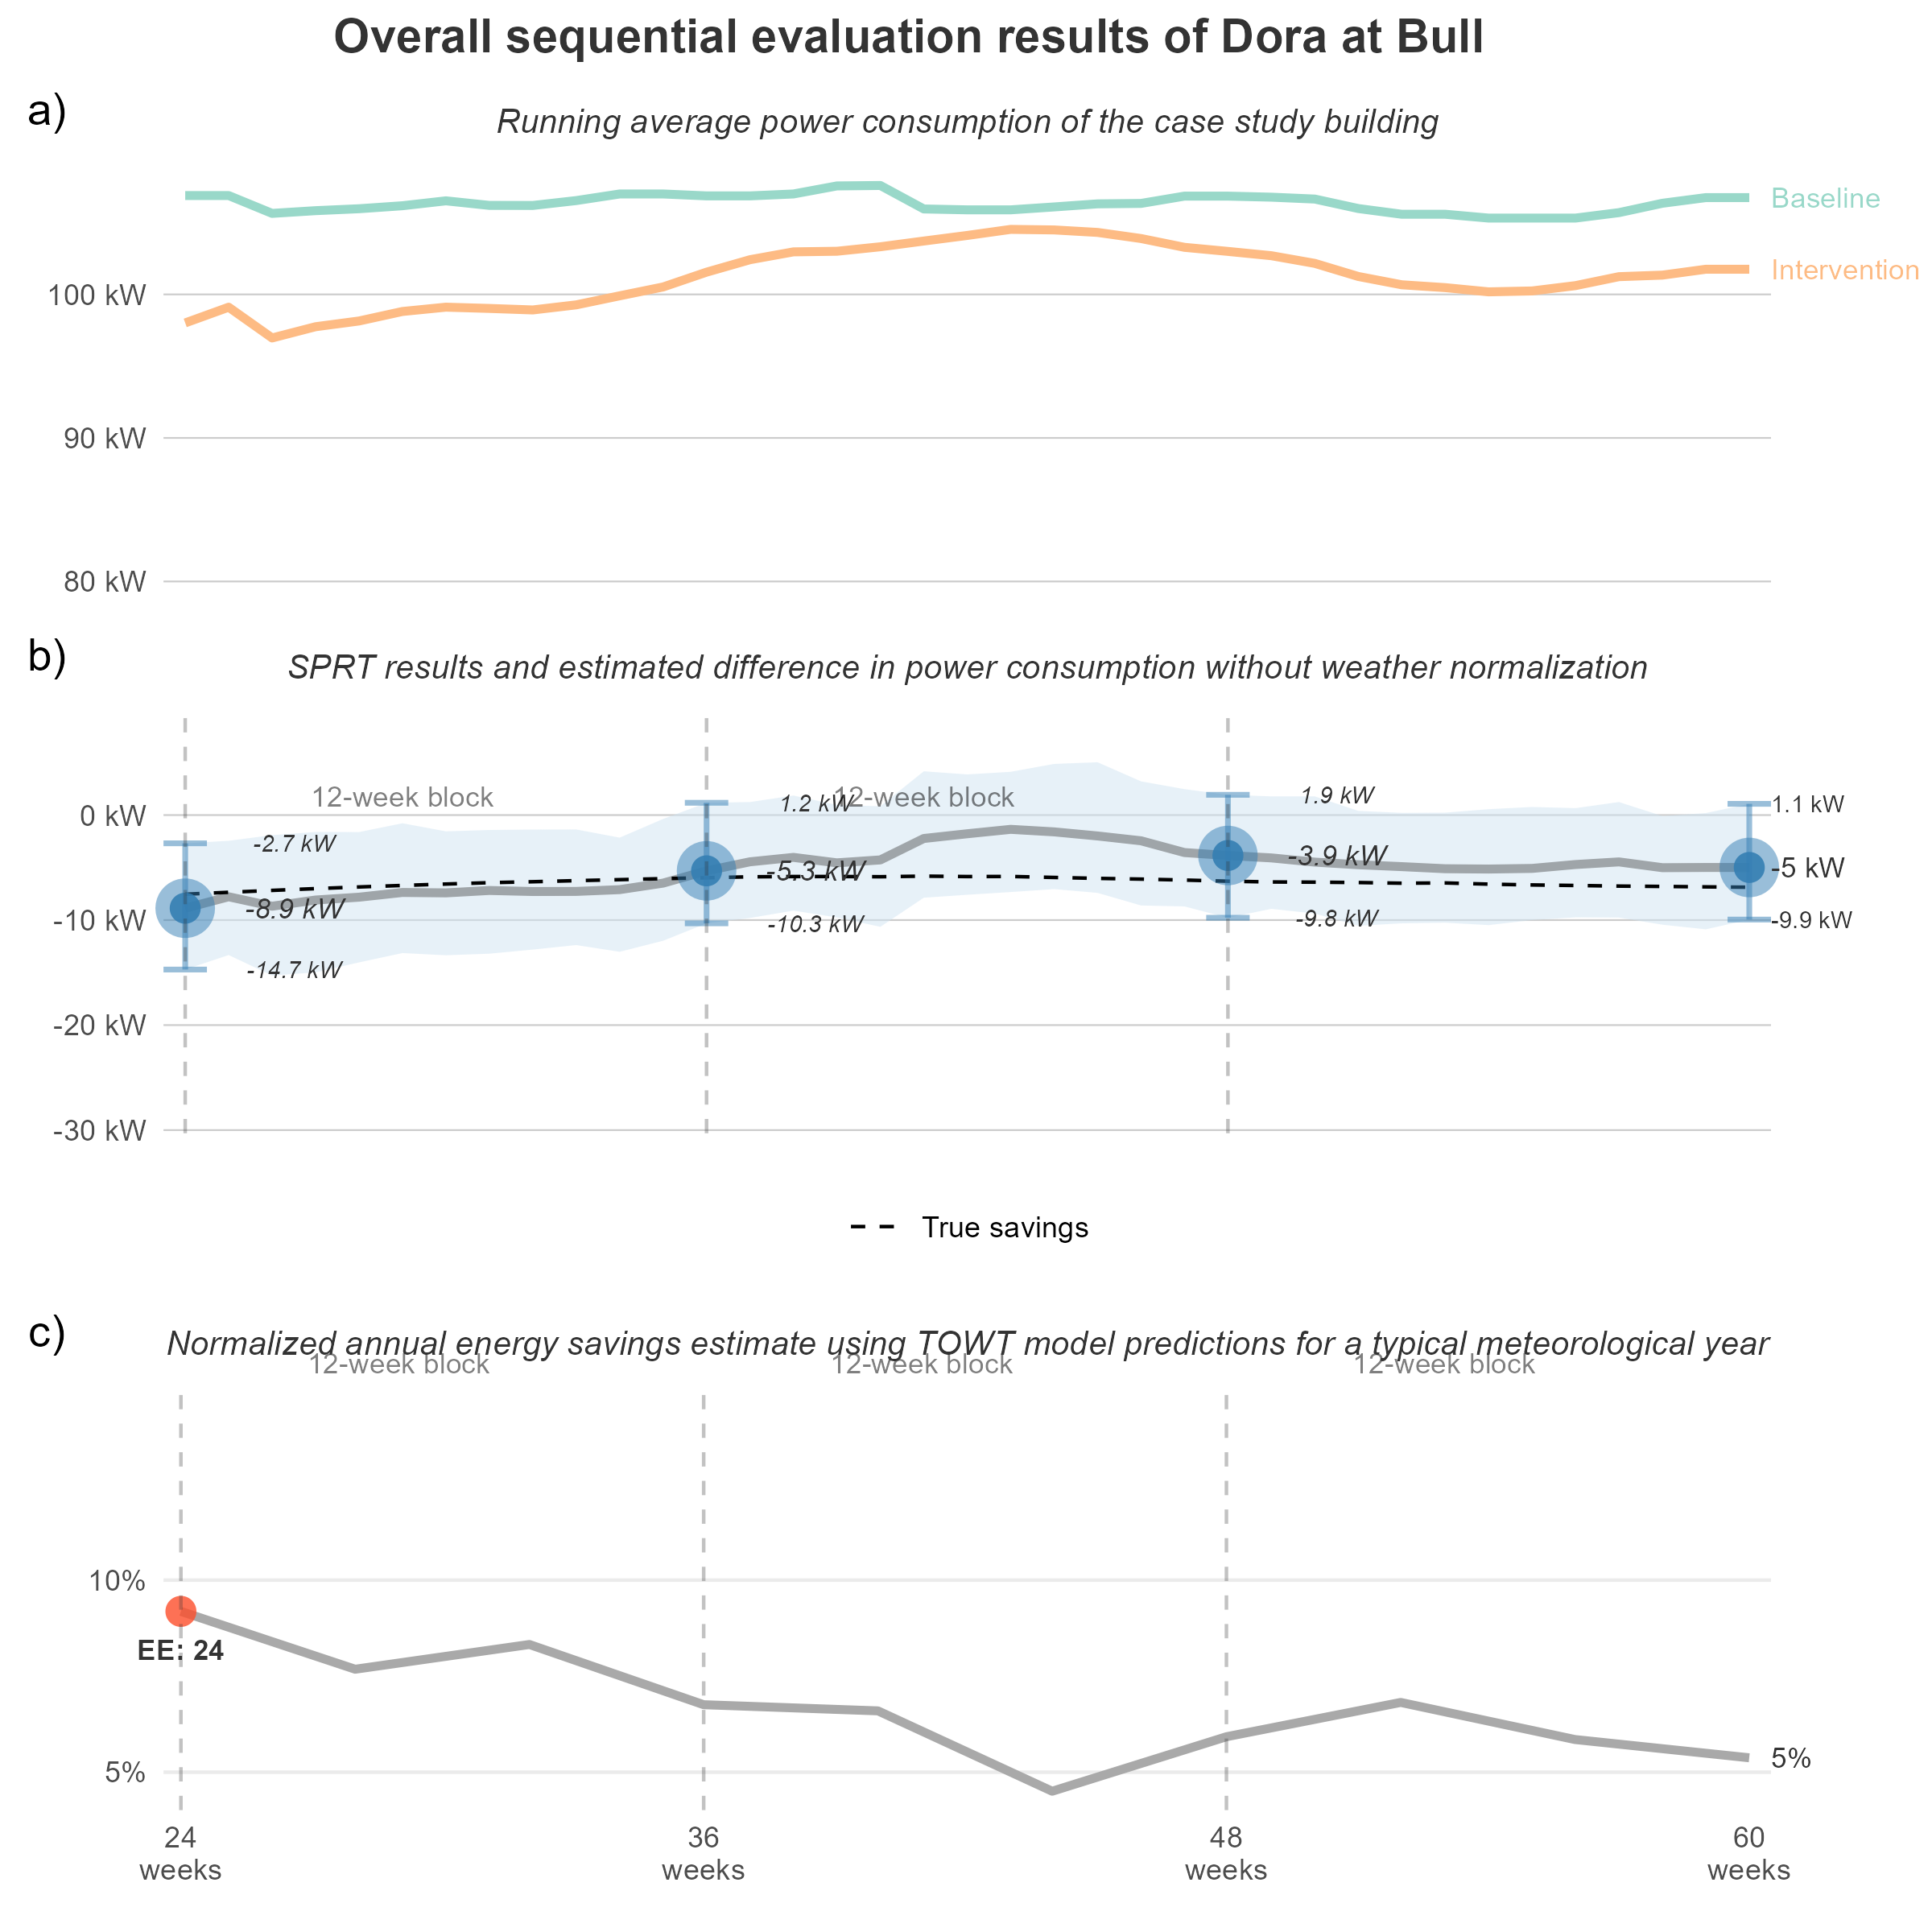 Overall sequential evaluation results of Dora at Bull
a)
Running average power consumption of the case study building
Baseline
Intervention
100 kW
90 kW
80 kW
b)
SPRT results and estimated difference in power consumption without weather normalization
12-week block
12-week block
0 kW
-10 kW
-20 kW
-30 kW
-2.7 kW
-8.9 kW
-14.7 kW
1.2 kW
-5.3 kW
-10.3 kW
1.9 kW
-3.9 kW
-9.8 kW
1.1 kW
-5 kW
-9.9 kW
True savings
c)
Normalized annual energy savings estimate using TOWT model predictions for a typical meteorological year
12-week block
12-week block
12-week block
10%
5%
EE: 24
5%
24
weeks
36
weeks
48
weeks
60
weeks